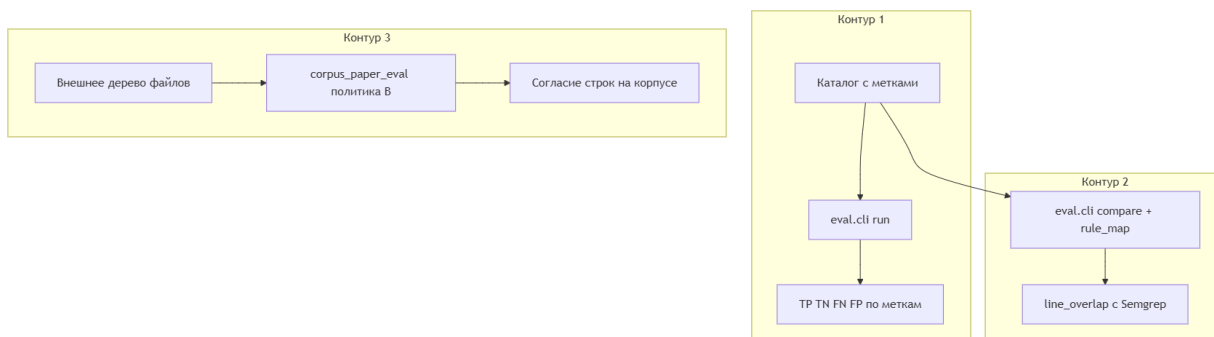 Контур 3
Внешнее дерево файлов
corpus_paper_eval
политика B
Согласие строк на корпусе
Контур 1
Каталог с метками
eval.cli run
TP TN FN FP по меткам
Контур 2
eval.cli compare +
rule_map
line_overlap с Semgrep